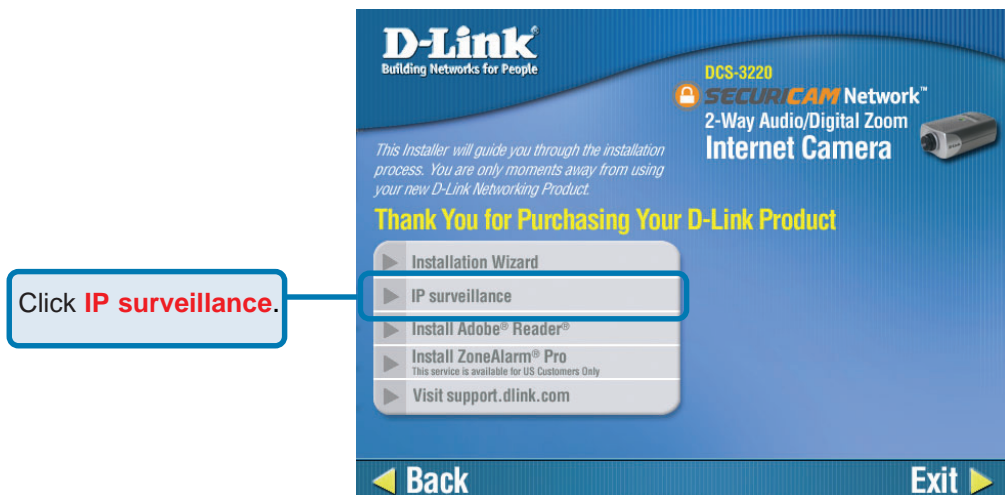 D-Link®
Building Networks for People
DCS-3220
SECURICAM Network™
2-Way Audio/Digital Zoom
Internet Camera
This Installer will guide you through the installation
process. You are only moments away from using
your new D-Link Networking Product.
Thank You for Purchasing Your D-Link Product
Installation Wizard
IP surveillance
Install Adobe® Reader®
Install ZoneAlarm® Pro
This service is available for US Customers Only
Visit support.dlink.com
Click IP surveillance.
Back
Exit